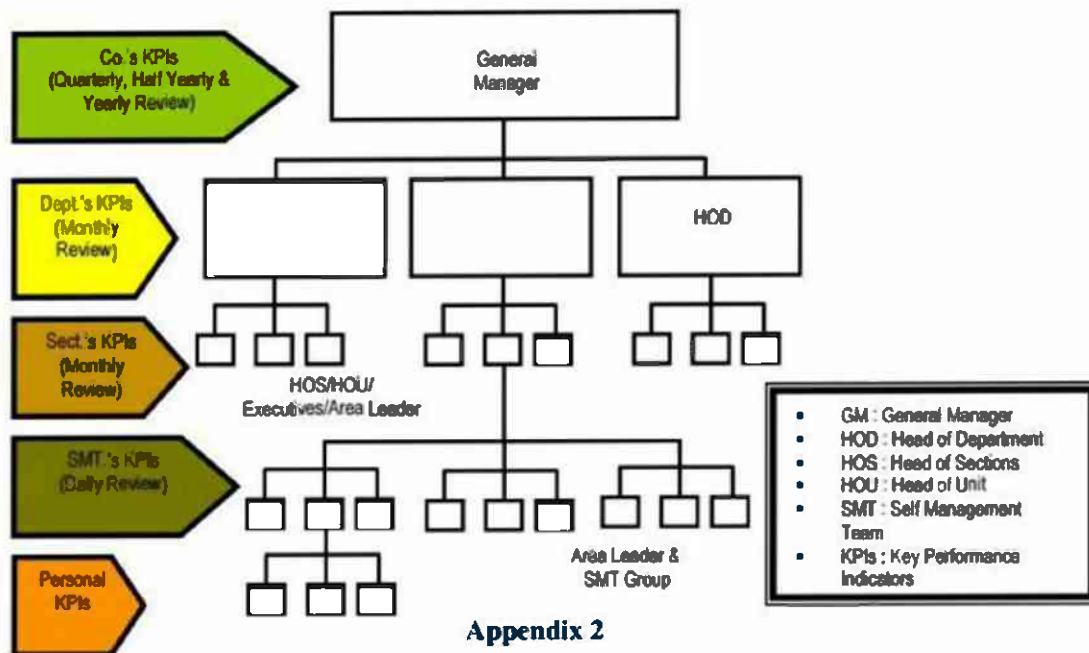 Co.'s KPIs
(Quarterly, Half Yearly &
Yearly Review)
General
Manager
Dept.'s KPIs
(Monthly
Review)
HOD
Sect.'s KPIs
(Monthly
Review)
HOS/HOU/
Executives/Area Leader
SMT.'s KPIs
(Daily Review)
Personal
KPIs
Area Leader &
SMT Group
• GM : General Manager
• HOD : Head of Department
• HOS : Head of Sections
• HOU : Head of Unit
• SMT : Self Management
Team
• KPIs : Key Performance
Indicators
Appendix 2